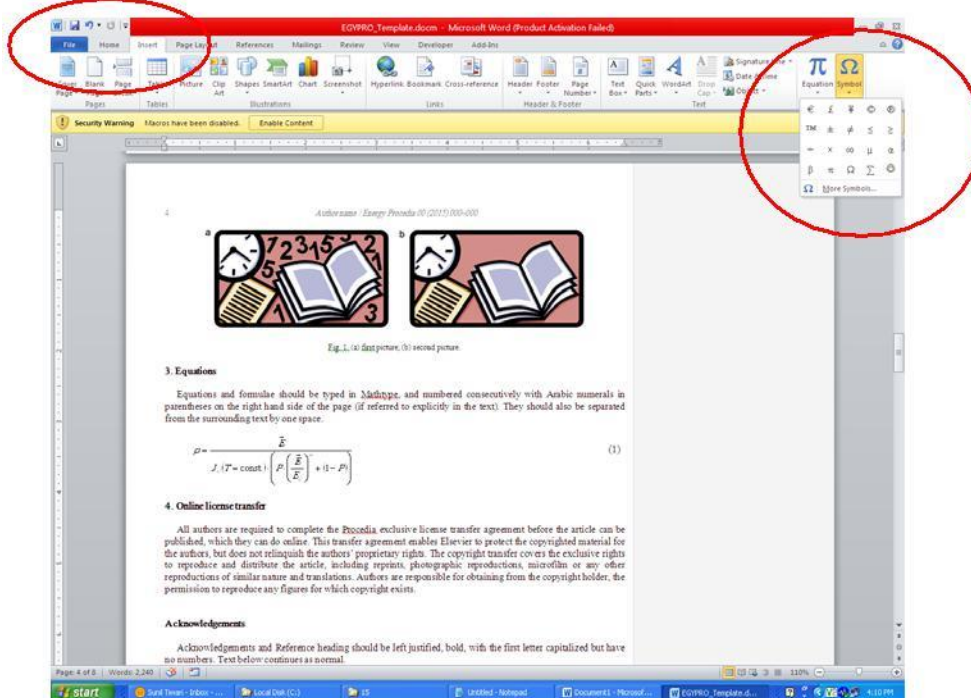 EGYPRO_Template.docm - Microsoft Word (Product Activation Failed)
File Home Insert Page Layout References Mailings Review View Developer Add-Ins
Cover Page Blank Page Page Break Table Picture Clip Art Shapes SmartArt Chart Screenshot Hyperlink Bookmark Cross-reference Header Footer Page Number Text Box Quick Parts WordArt Drop Cap Signature Line Date & Time Object Equation Symbol
Pages Tables Illustrations Links Header & Footer Text
€ £ ¥ © ®
™ ± ≠ ≤ ≥
÷ × ∞ µ α
β π Ω ∑
Ω More Symbols...
Security Warning Macros have been disabled. Enable Content
4 Author name / Energy Procedia 00 (2015) 000–000
a b
Fig. 1. (a) first picture; (b) second picture.
3. Equations
Equations and formulae should be typed in Mathtype, and numbered consecutively with Arabic numerals in
parentheses on the right hand side of the page (if referred to explicitly in the text). They should also be separated
from the surrounding text by one space.
(1)
4. Online license transfer
All authors are required to complete the Procedia exclusive license transfer agreement before the article can be
published, which they can do online. This transfer agreement enables Elsevier to protect the copyrighted material for
the authors, but does not relinquish the authors' proprietary rights. The copyright transfer covers the exclusive rights
to reproduce and distribute the article, including reprints, photographic reproductions, microfilm or any other
reproductions of similar nature and translations. Authors are responsible for obtaining from the copyright holder, the
permission to reproduce any figures for which copyright exists.
Acknowledgements
Acknowledgements and Reference heading should be left justified, bold, with the first letter capitalized but have
no numbers. Text below continues as normal.
Page: 4 of 8 Words: 2,240 110%
start Sunil Tiwari - Inbox - ... Local Disk (C:) 15 Untitled - Notepad Document1 - Microsof... EGYPRO_Template.d... 4:10 PM